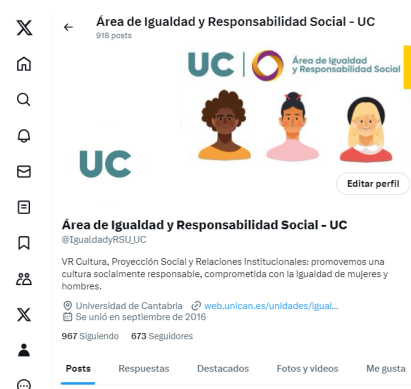 Área de Igualdad y Responsabilidad Social - UC
918 posts
UC
Área de Igualdad
y Responsabilidad Social
UC
Editar perfil
Área de Igualdad y Responsabilidad Social - UC
@IgualdadyRSU_UC
VR Cultura, Proyección Social y Relaciones Institucionales: promovemos una
cultura socialmente responsable, comprometida con la igualdad de mujeres y
hombres.
Universidad de Cantabria web.unican.es/unidades/igual...
Se unió en septiembre de 2016
967 Siguiendo 673 Seguidores
Posts Respuestas Destacados Fotos y videos Me gusta